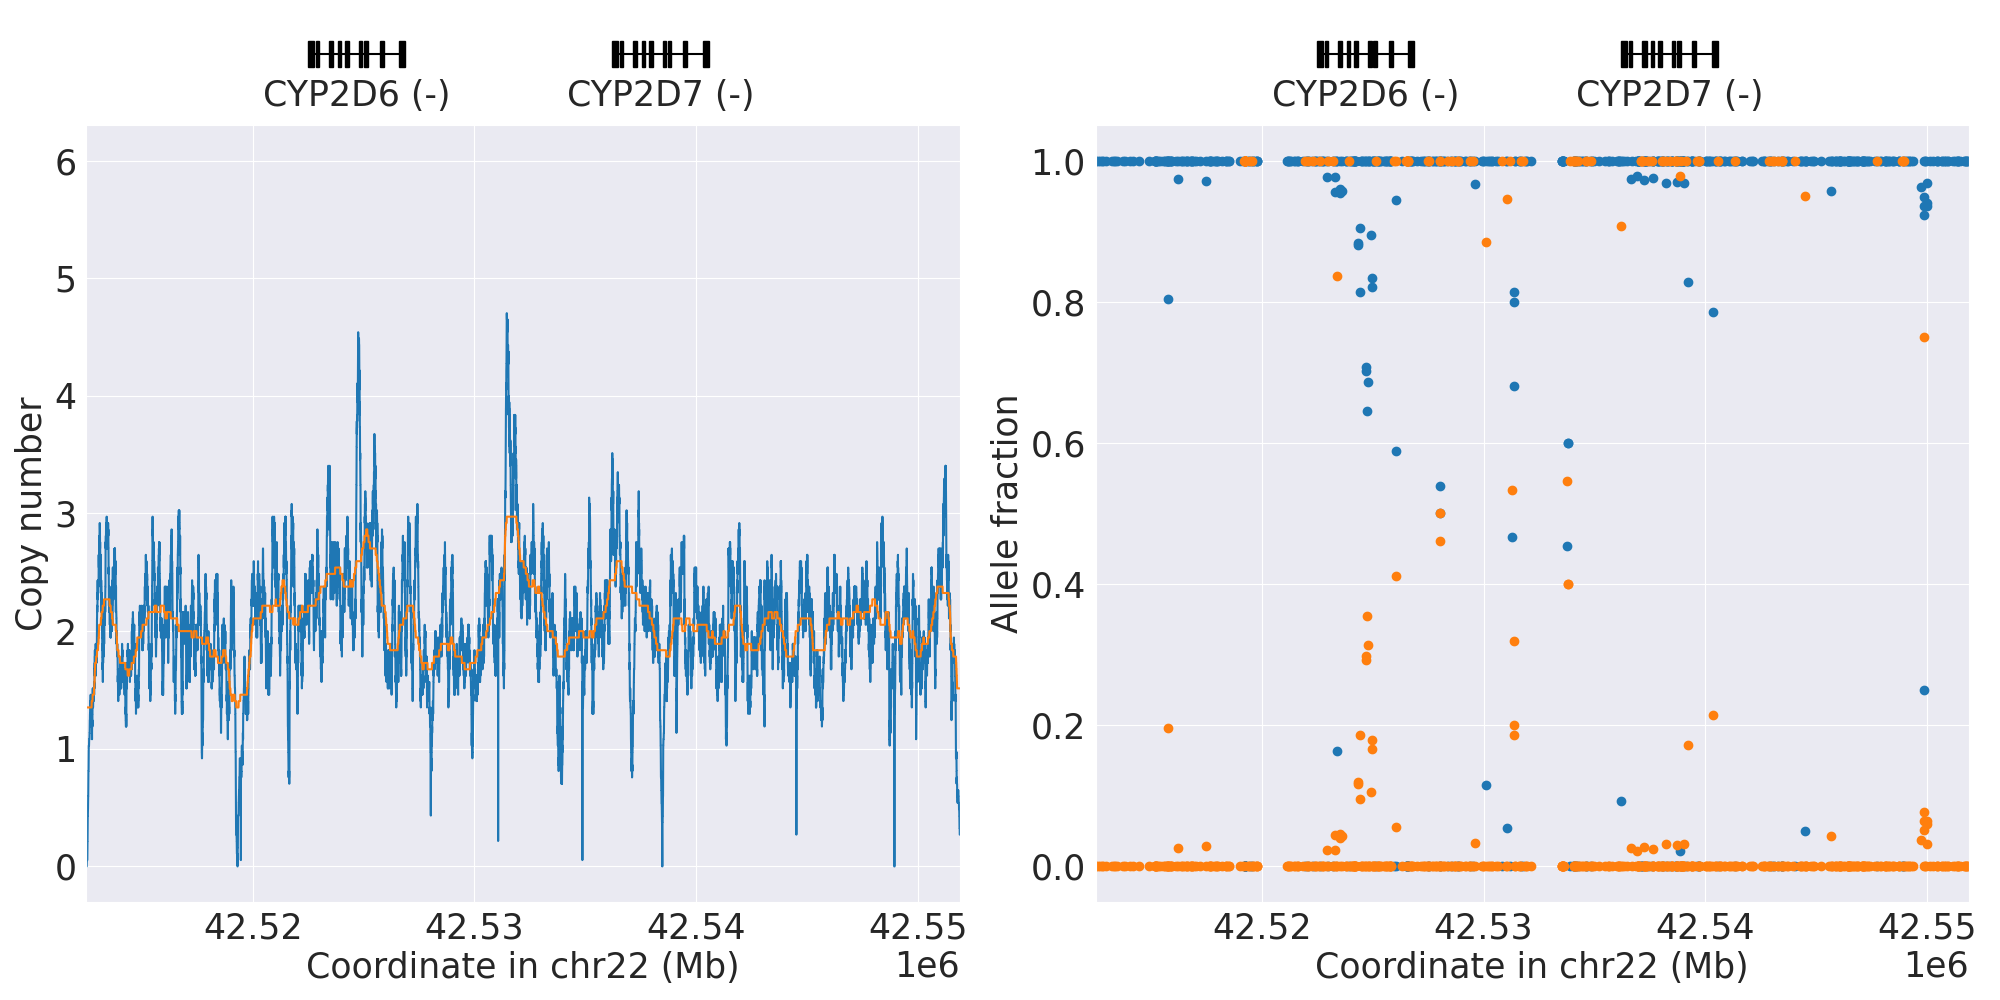 CYP2D6 (-) CYP2D7 (-)
6
5
4
3
2
1
0
Copy number
42.52 42.53 42.54 42.55
Coordinate in chr22 (Mb) 1e6
CYP2D6 (-) CYP2D7 (-)
1.0
0.8
0.6
0.4
0.2
0.0
Allele fraction
42.52 42.53 42.54 42.55
Coordinate in chr22 (Mb) 1e6